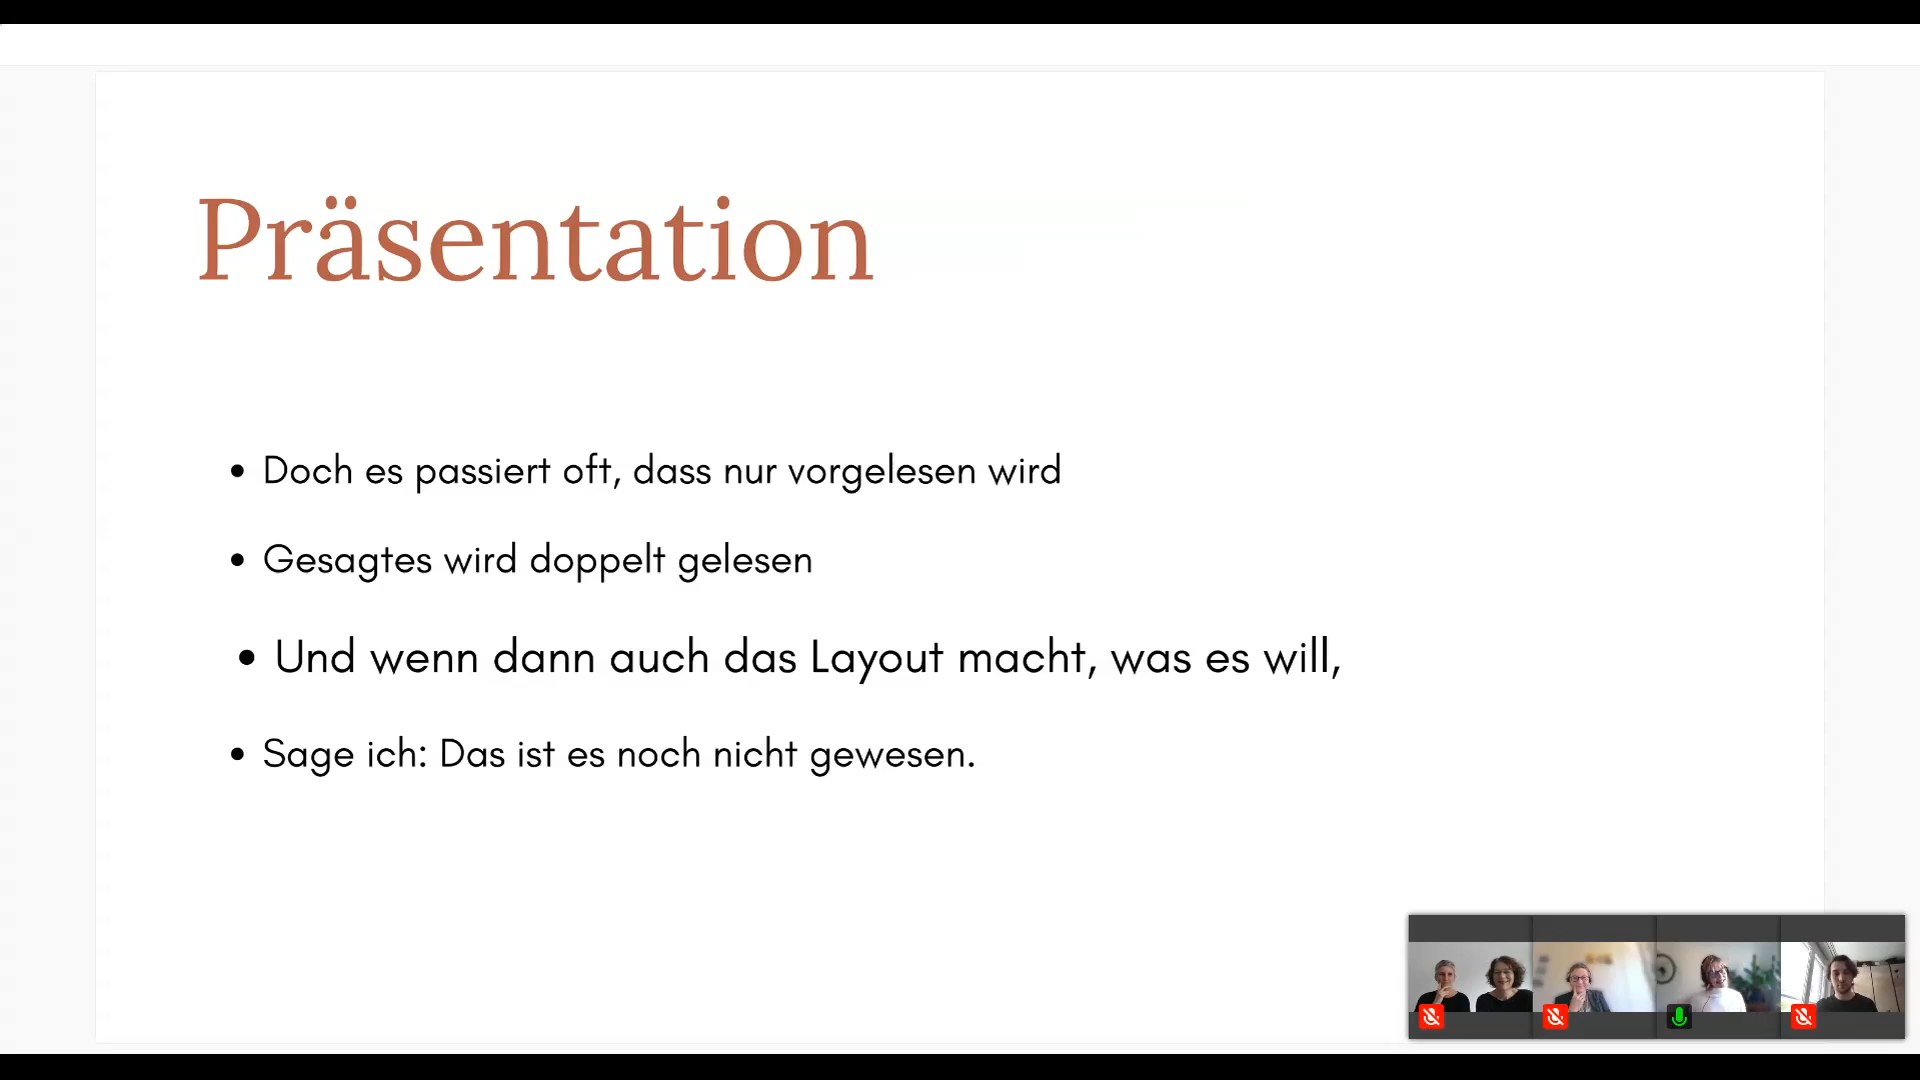 Präsentation
• Doch es passiert oft, dass nur vorgelesen wird
• Gesagtes wird doppelt gelesen
• Und wenn dann auch das Layout macht, was es will,
• Sage ich: Das ist es noch nicht gewesen.